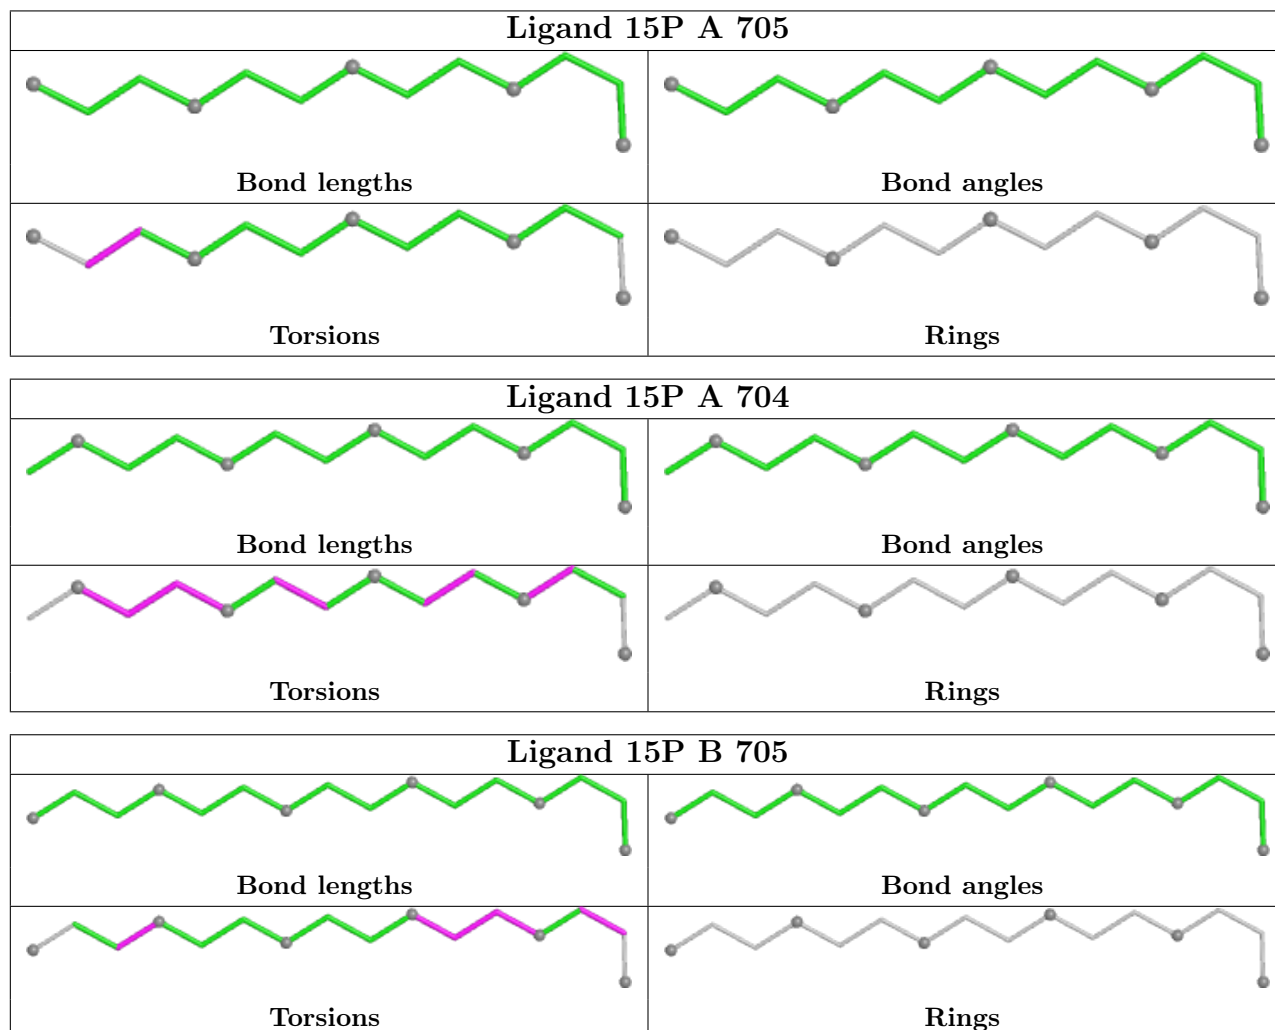 Ligand 15P A 705
Bond lengths
Bond angles
Torsions
Rings
Ligand 15P A 704
Bond lengths
Bond angles
Torsions
Rings
Ligand 15P B 705
Bond lengths
Bond angles
Torsions
Rings